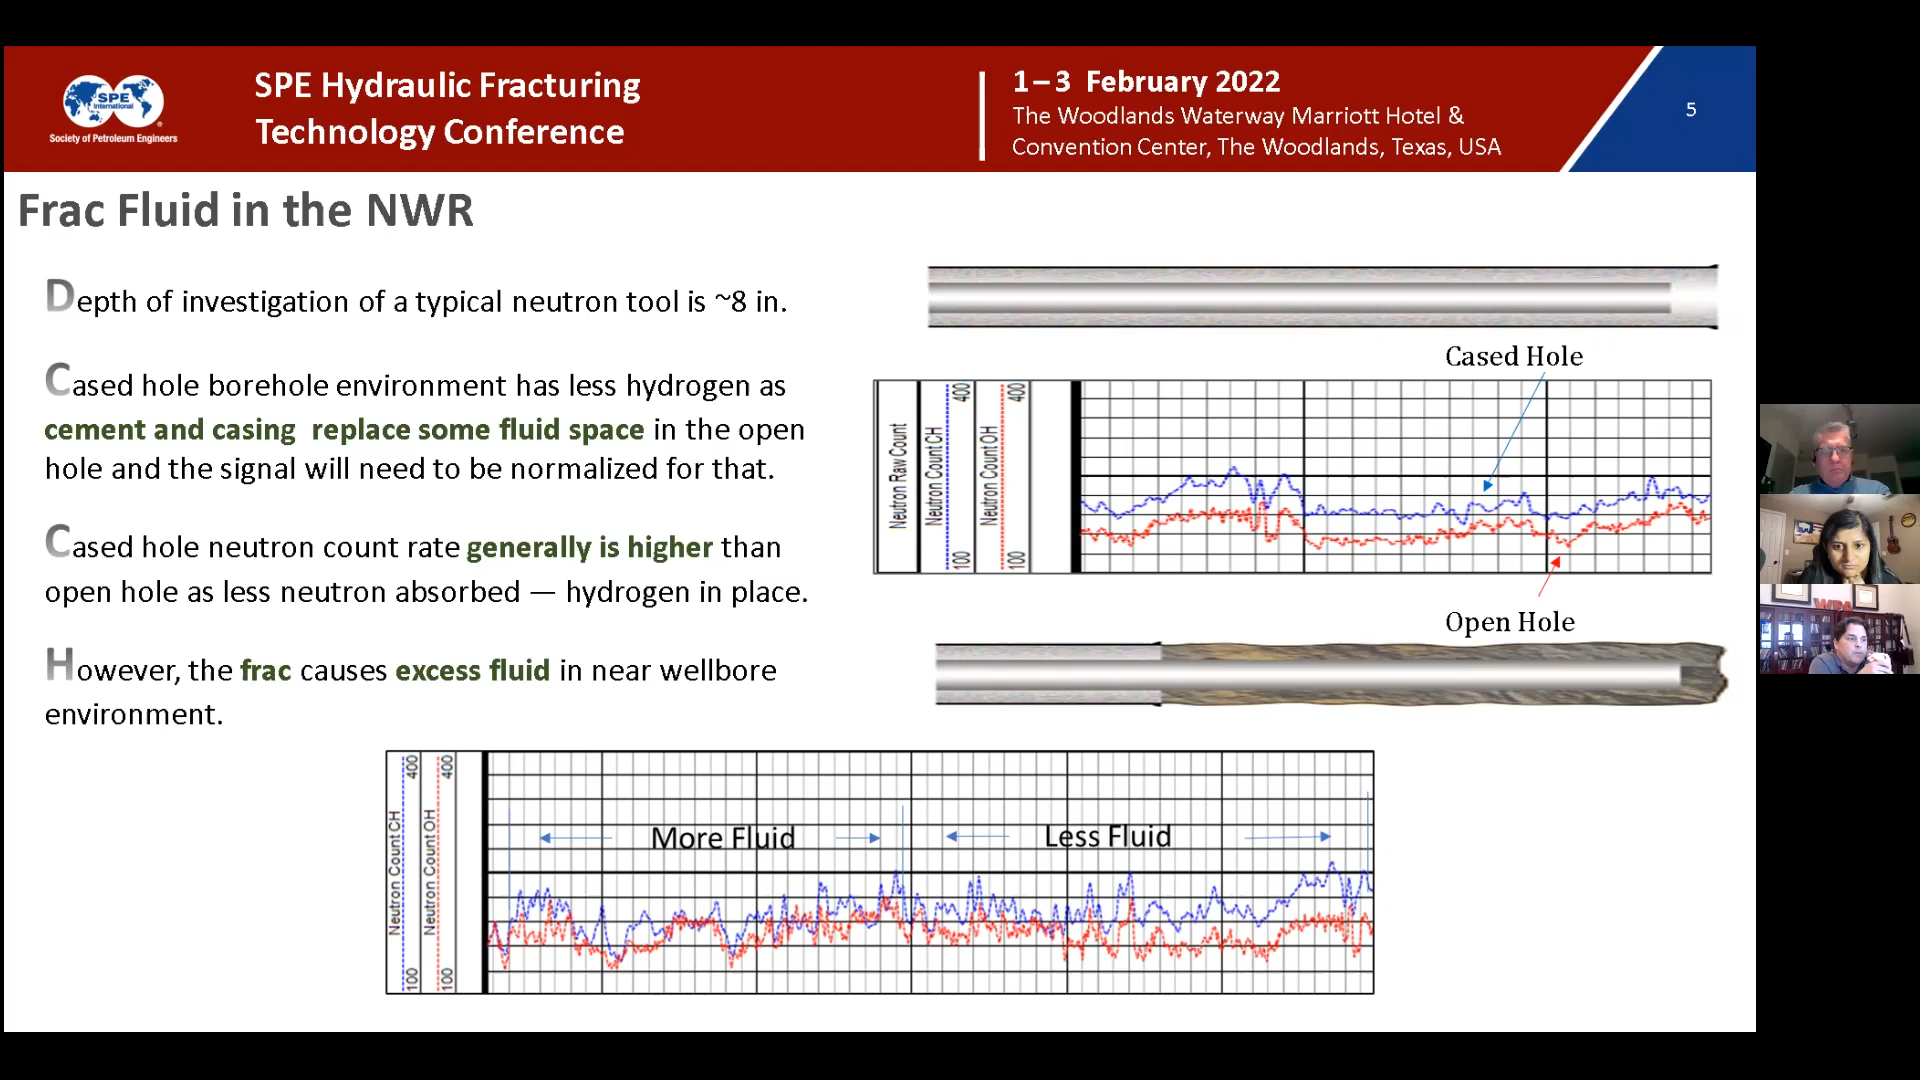 SPE
International
Society of Petroleum Engineers
SPE Hydraulic Fracturing
Technology Conference
1–3 February 2022
The Woodlands Waterway Marriott Hotel &
Convention Center, The Woodlands, Texas, USA
5
Frac Fluid in the NWR
Depth of investigation of a typical neutron tool is ~8 in.
Cased hole borehole environment has less hydrogen as
cement and casing replace some fluid space in the open
hole and the signal will need to be normalized for that.
Cased hole neutron count rate generally is higher than
open hole as less neutron absorbed — hydrogen in place.
However, the frac causes excess fluid in near wellbore
environment.
Cased Hole
Neutron Raw Count
Neutron Count CH
100
400
Neutron Count OH
100
400
Open Hole
Neutron Count CH
100
400
Neutron Count OH
100
400
More Fluid
Less Fluid
WPA